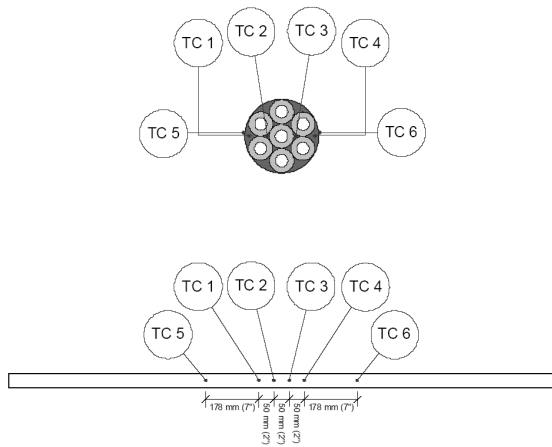 TC 1
TC 2
TC 3
TC 4
TC 5
TC 6
TC 1
TC 2
TC 3
TC 4
TC 5
TC 6
178 mm (7")
50 mm (2")
50 mm (2")
50 mm (2")
178 mm (7")